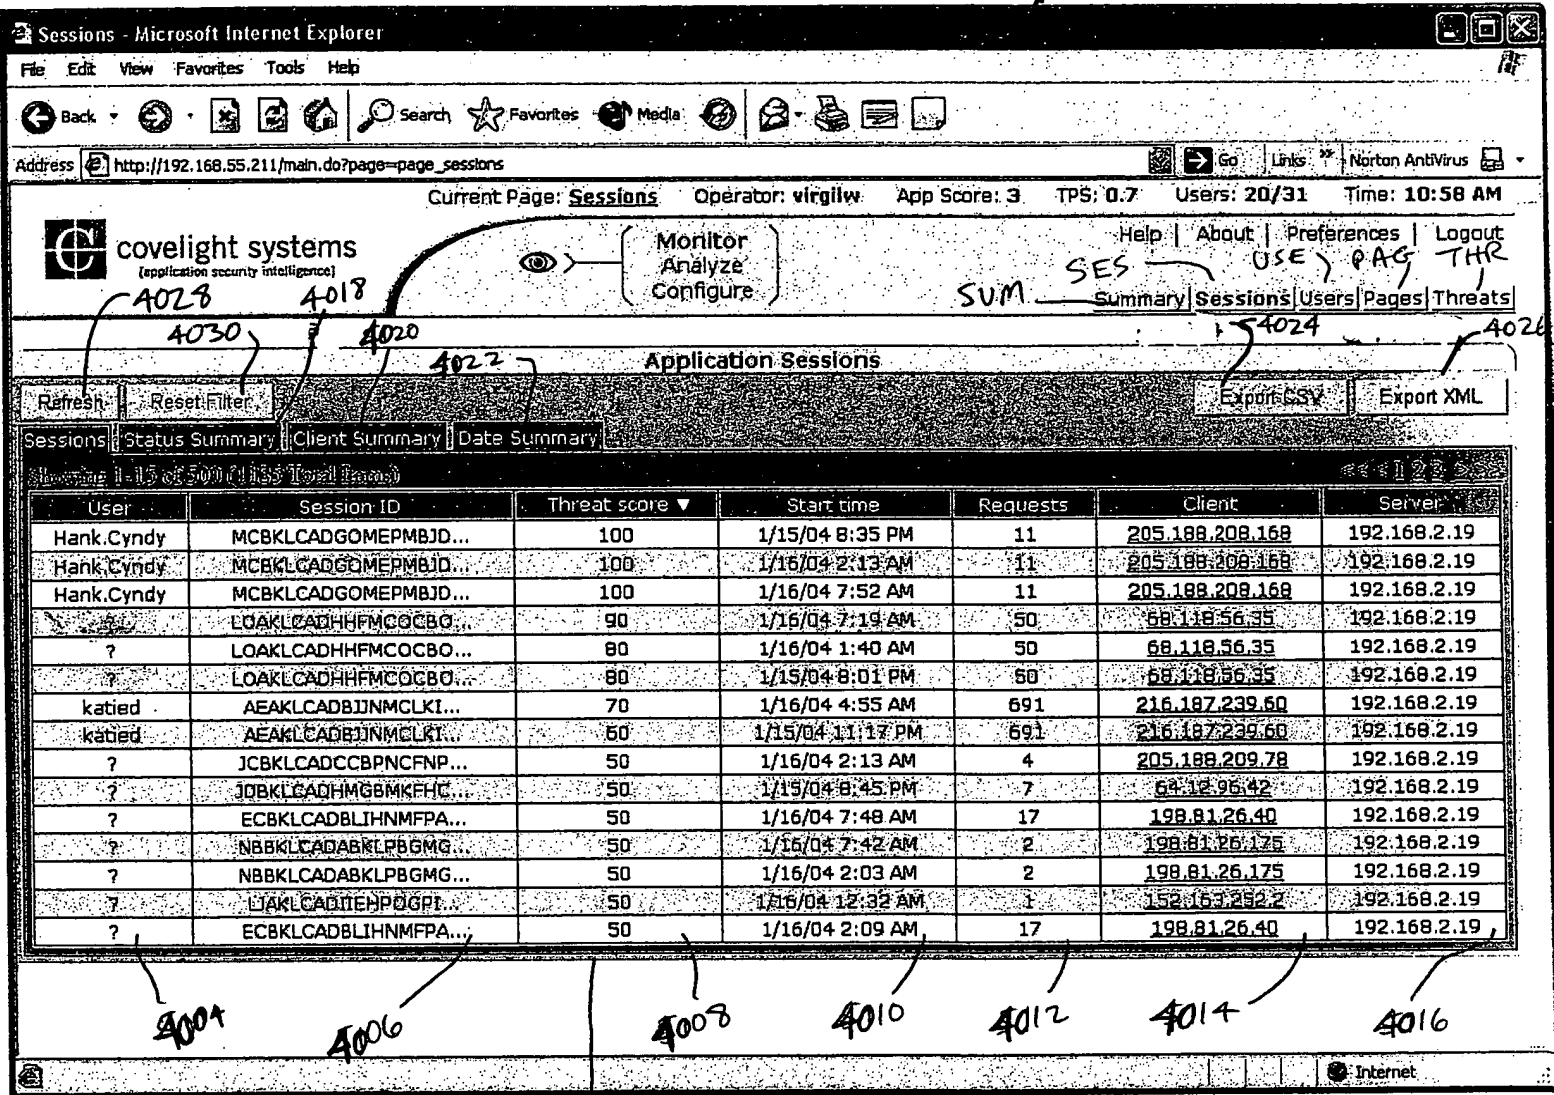 Sessions - Microsoft Internet Explorer
File Edit View Favorites Tools Help
Back Search Favorites Media
Address http://192.168.55.211/main.do?page=page_sessions Go Links » Norton AntiVirus
Current Page: Sessions Operator: virgilw App Score: 3 TPS: 0.7 Users: 20/31 Time: 10:58 AM
covelight systems
[application security intelligence]
Monitor
Analyze
Configure
Help | About | Preferences | Logout
SUM SES USE PAG THR
Summary | Sessions | Users | Pages | Threats
4028 4018
4030 4020 4024 4026
4022
Application Sessions
Refresh Reset Filter Export CSV Export XML
Sessions Status Summary Client Summary Date Summary
Showing 1-15 of 500 Total Items)
<< < 1 2 3 > >>
User Session ID Threat score ▼ Start time Requests Client Server
Hank.Cyndy MCBKLCADGOMEPMBJD... 100 1/15/04 8:35 PM 11 205.188.208.168 192.168.2.19
Hank.Cyndy MCBKLCADGOMEPMBJD... 100 1/16/04 2:13 AM 11 205.188.208.168 192.168.2.19
Hank.Cyndy MCBKLCADGOMEPMBJD... 100 1/16/04 7:52 AM 11 205.188.208.168 192.168.2.19
? LOAKLCADHHFMCOCBO... 90 1/16/04 7:19 AM 50 68.118.56.35 192.168.2.19
? LOAKLCADHHFMCOCBO... 80 1/16/04 1:40 AM 50 68.118.56.35 192.168.2.19
? LOAKLCADHHFMCOCBO... 80 1/15/04 8:01 PM 50 68.118.56.35 192.168.2.19
katied AEAKLCADBIJNMCLKI... 70 1/16/04 4:55 AM 691 216.187.239.60 192.168.2.19
katied AEAKLCADBIJNMCLKI... 60 1/15/04 11:17 PM 691 216.187.239.60 192.168.2.19
? JCBKLCADCCBPNCFNP... 50 1/16/04 2:13 AM 4 205.188.209.78 192.168.2.19
? JDBKLCADHMGBMKFHC... 50 1/15/04 8:45 PM 7 64.12.96.42 192.168.2.19
? ECBKLCADBLIHNMFPA... 50 1/16/04 7:48 AM 17 198.81.26.40 192.168.2.19
? NBBKLCADABKLPBGMG... 50 1/16/04 7:42 AM 2 198.81.26.175 192.168.2.19
? NBBKLCADABKLPBGMG... 50 1/16/04 2:03 AM 2 198.81.26.175 192.168.2.19
? LJAKLCADIIEHPOGPI... 50 1/16/04 12:32 AM 1 152.163.252.2 192.168.2.19
? ECBKLCADBLIHNMFPA... 50 1/16/04 2:09 AM 17 198.81.26.40 192.168.2.19
4004 4006 4008 4010 4012 4014 4016
Internet